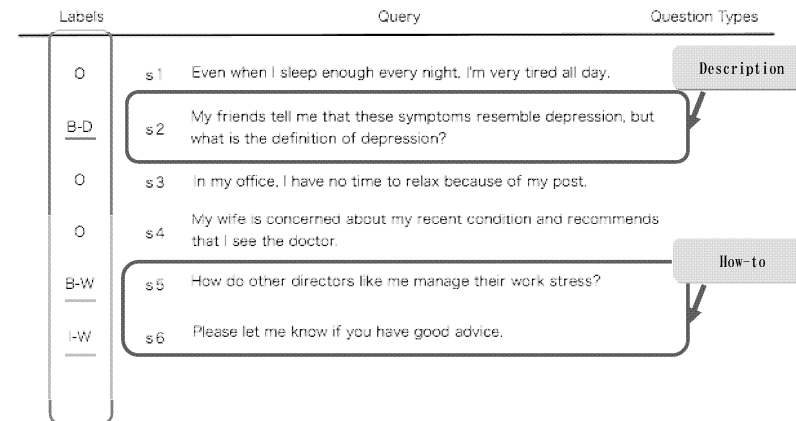 Labels Query Question Types
O s1 Even when I sleep enough every night, I'm very tired all day.
Description
B-D s2 My friends tell me that these symptoms resemble depression, but
what is the definition of depression?
O s3 In my office, I have no time to relax because of my post.
O s4 My wife is concerned about my recent condition and recommends
that I see the doctor.
How-to
B-W s5 How do other directors like me manage their work stress?
I-W s6 Please let me know if you have good advice.